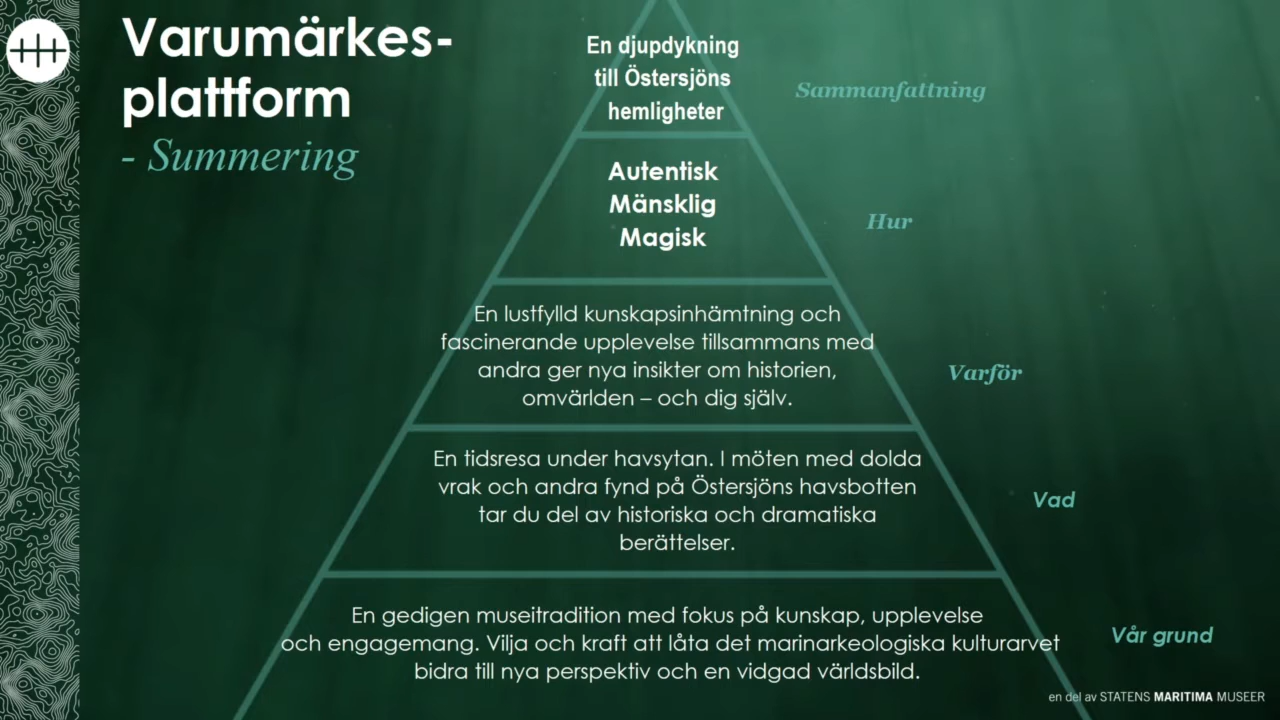 Varumärkes-
plattform
- Summering
En djupdykning
till Östersjöns
hemligheter
Sammanfattning
Autentisk
Mänsklig
Magisk
Hur
En lustfylld kunskapsinhämtning och
fascinerande upplevelse tillsammans med
andra ger nya insikter om historien,
omvärlden – och dig själv.
Varför
En tidsresa under havsytan. I möten med dolda
vrak och andra fynd på Östersjöns havsbotten
tar du del av historiska och dramatiska
berättelser.
Vad
En gedigen museitradition med fokus på kunskap, upplevelse
och engagemang. Vilja och kraft att låta det marinarkeologiska kulturarvet
bidra till nya perspektiv och en vidgad världsbild.
Vår grund
en del av STATENS MARITIMA MUSEER